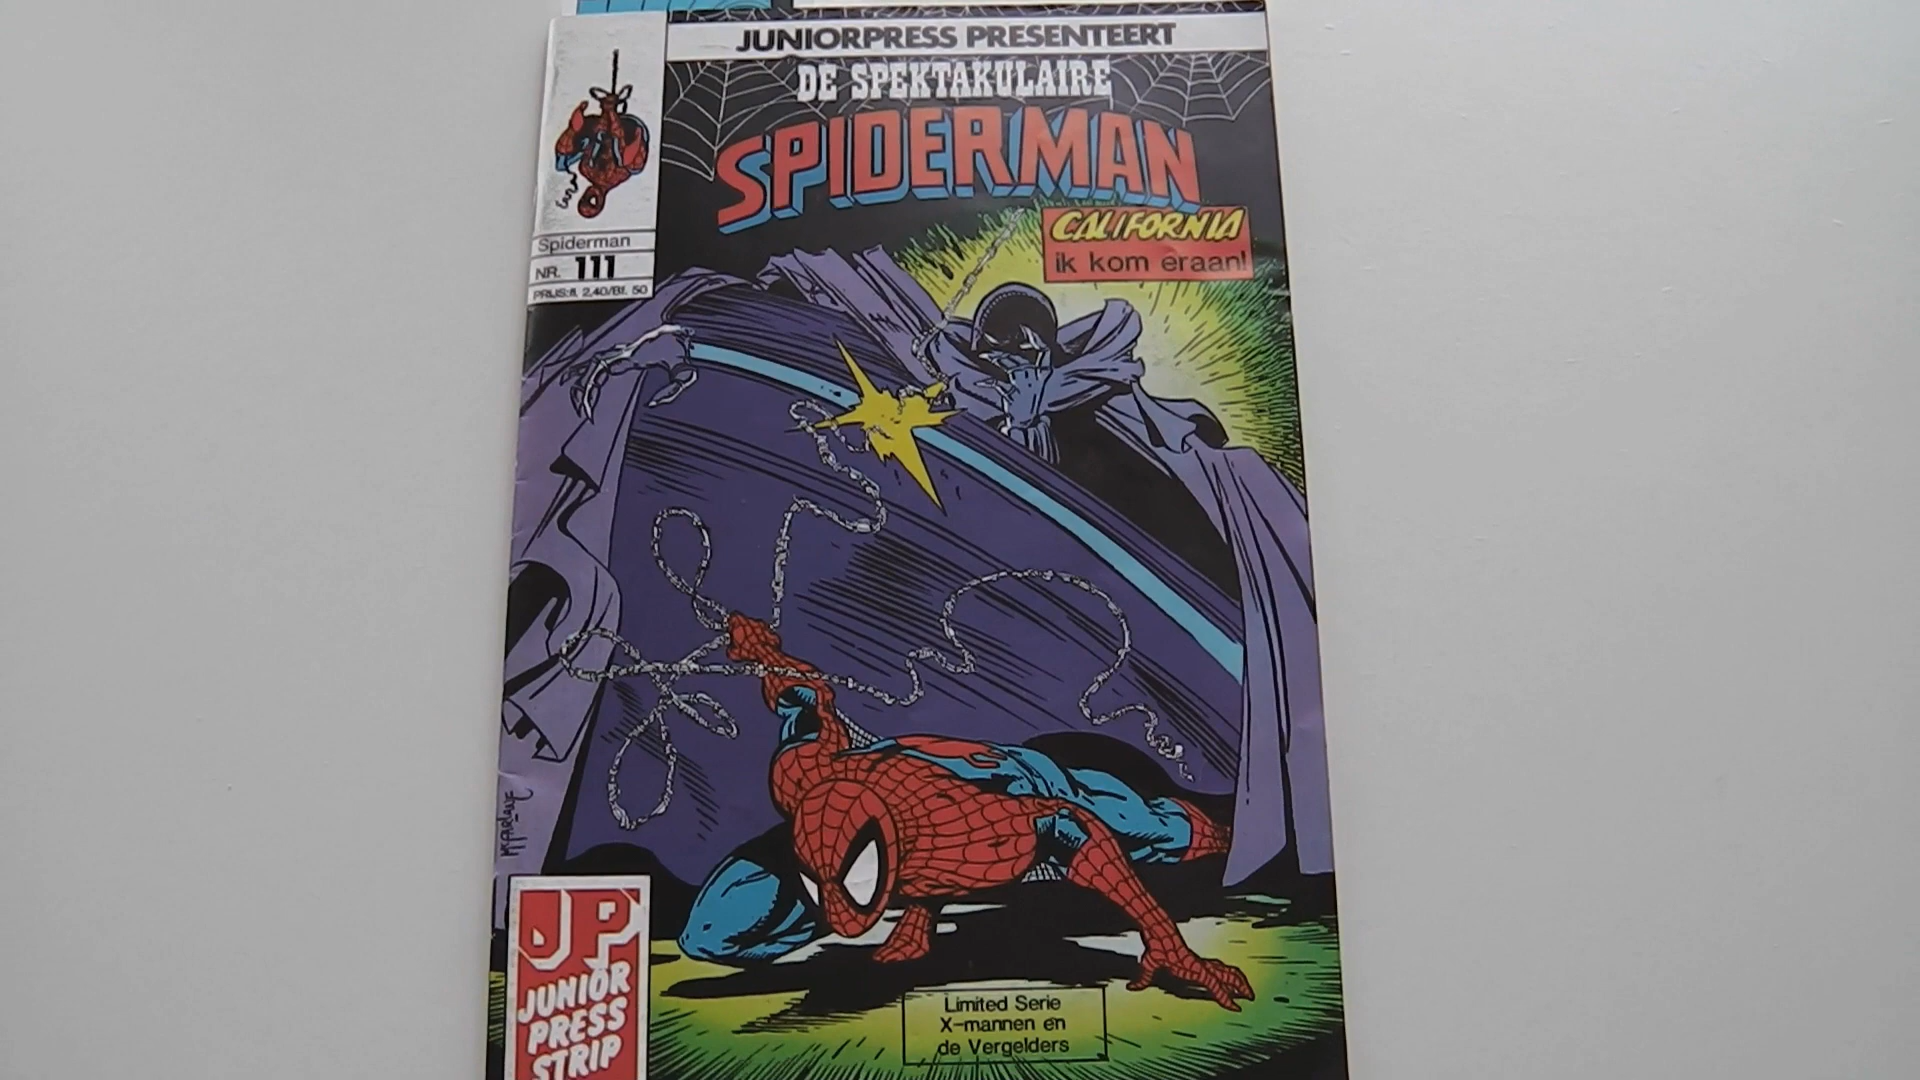 JUNIORPRESS PRESENTEERT
DE SPEKTAKULAIRE
SPIDERMAN
CALIFORNIA
ik kom eraan!
Spiderman
NR. 111
PRIJS: fl. 2,40/Bf. 50
McFarlane
JP
JUNIOR
PRESS
STRIP
Limited Serie
X-mannen en
de Vergelders